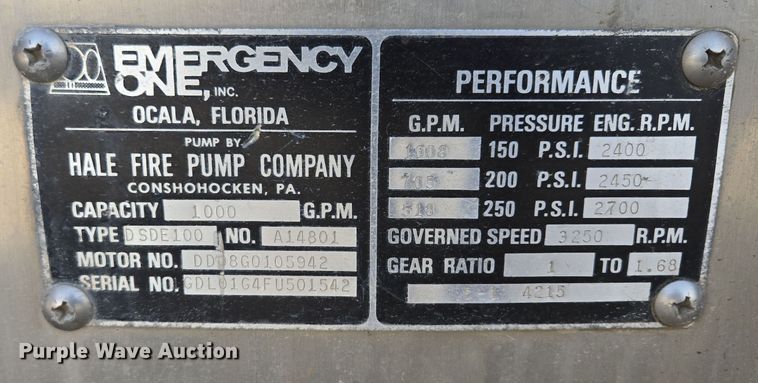 EMERGENCY
ONE, INC.
OCALA, FLORIDA
PUMP BY
HALE FIRE PUMP COMPANY
CONSHOHOCKEN, PA.
CAPACITY 1000 G.P.M.
TYPE DSDE100 NO. A14801
MOTOR NO. DD08G0105942
SERIAL NO. GDL01G4FU501542
PERFORMANCE
G.P.M. PRESSURE ENG. R.P.M.
150 P.S.I. 2400
200 P.S.I. 2450
250 P.S.I. 2700
GOVERNED SPEED 3250 R.P.M.
GEAR RATIO 1 TO 1.68
4215
Purple Wave Auction